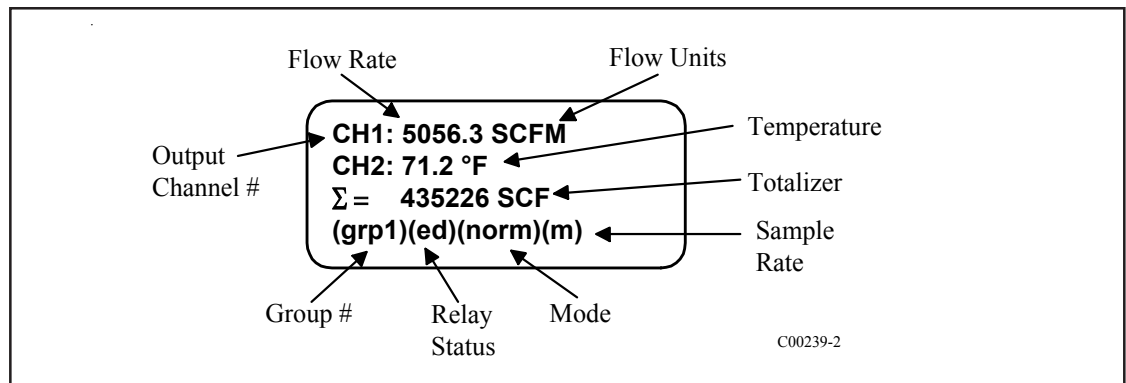 Flow Rate
Flow Units
Output
Channel #
CH1: 5056.3 SCFM
CH2: 71.2 °F
Σ = 435226 SCF
(grp1)(ed)(norm)(m)
Temperature
Totalizer
Sample
Rate
Group #
Relay
Status
Mode
C00239-2